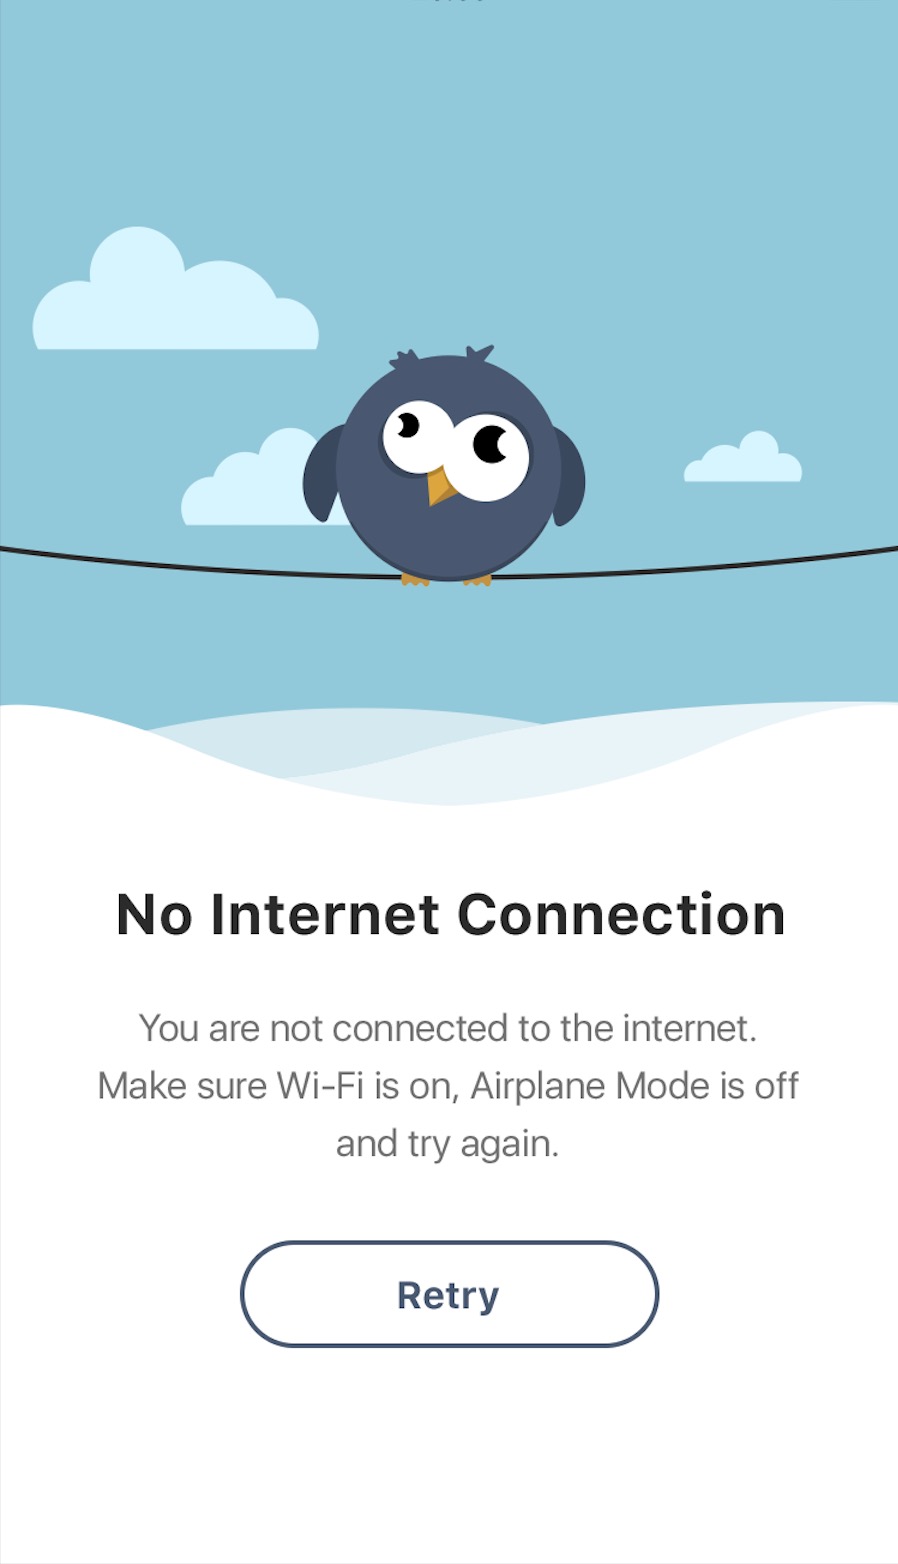 No Internet Connection
You are not connected to the internet.
Make sure Wi-Fi is on, Airplane Mode is off
and try again.
Retry